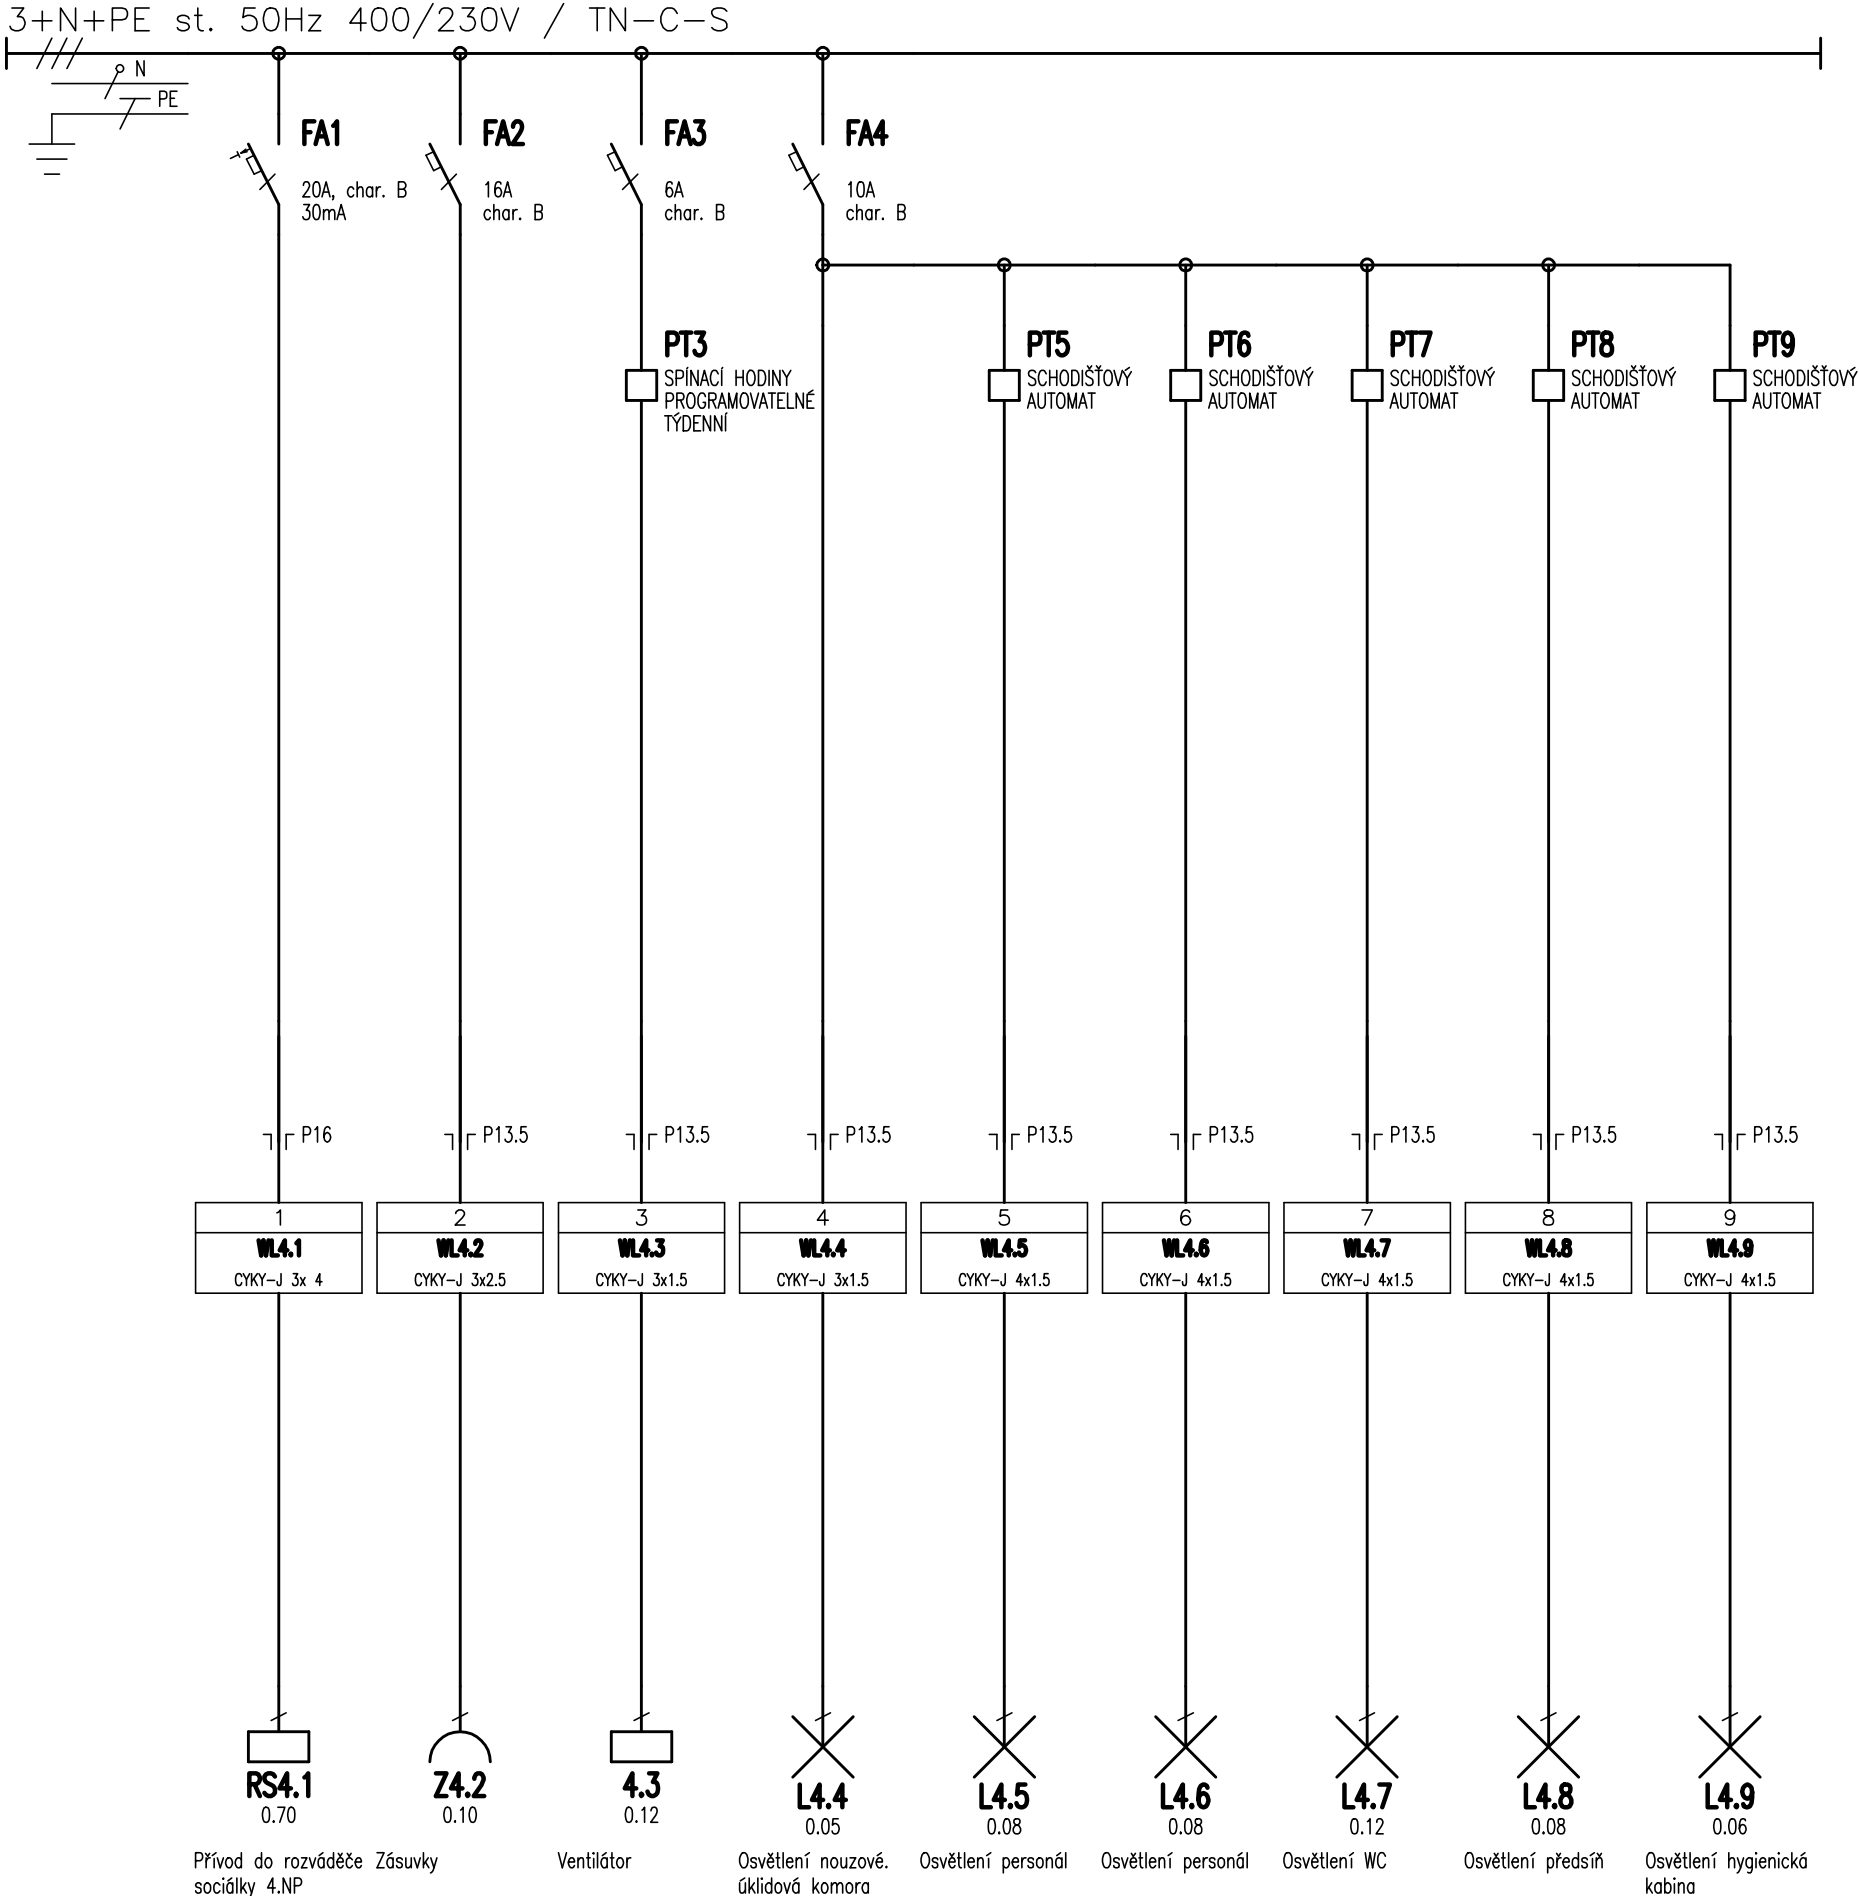 3+N+PE st. 50Hz 400/230V / TN-C-S
N
PE
FA1
20A, char. B
30mA
FA2
16A
char. B
FA3
6A
char. B
FA4
10A
char. B
PT3
SPÍNACÍ HODINY
PROGRAMOVATELNÉ
TÝDENNÍ
PT5
SCHODIŠŤOVÝ
AUTOMAT
PT6
SCHODIŠŤOVÝ
AUTOMAT
PT7
SCHODIŠŤOVÝ
AUTOMAT
PT8
SCHODIŠŤOVÝ
AUTOMAT
PT9
SCHODIŠŤOVÝ
AUTOMAT
P16
P13.5
P13.5
P13.5
P13.5
P13.5
P13.5
P13.5
P13.5
1
WL4.1
CYKY-J 3x 4
2
WL4.2
CYKY-J 3x2.5
3
WL4.3
CYKY-J 3x1.5
4
WL4.4
CYKY-J 3x1.5
5
WL4.5
CYKY-J 4x1.5
6
WL4.6
CYKY-J 4x1.5
7
WL4.7
CYKY-J 4x1.5
8
WL4.8
CYKY-J 4x1.5
9
WL4.9
CYKY-J 4x1.5
RS4.1
0.70
Přívod do rozváděče
sociálky 4.NP
Z4.2
0.10
Zásuvky
4.3
0.12
Ventilátor
L4.4
0.05
Osvětlení nouzové.
úklidová komora
L4.5
0.08
Osvětlení personál
L4.6
0.08
Osvětlení personál
L4.7
0.12
Osvětlení WC
L4.8
0.08
Osvětlení předsíň
L4.9
0.06
Osvětlení hygienická
kabina